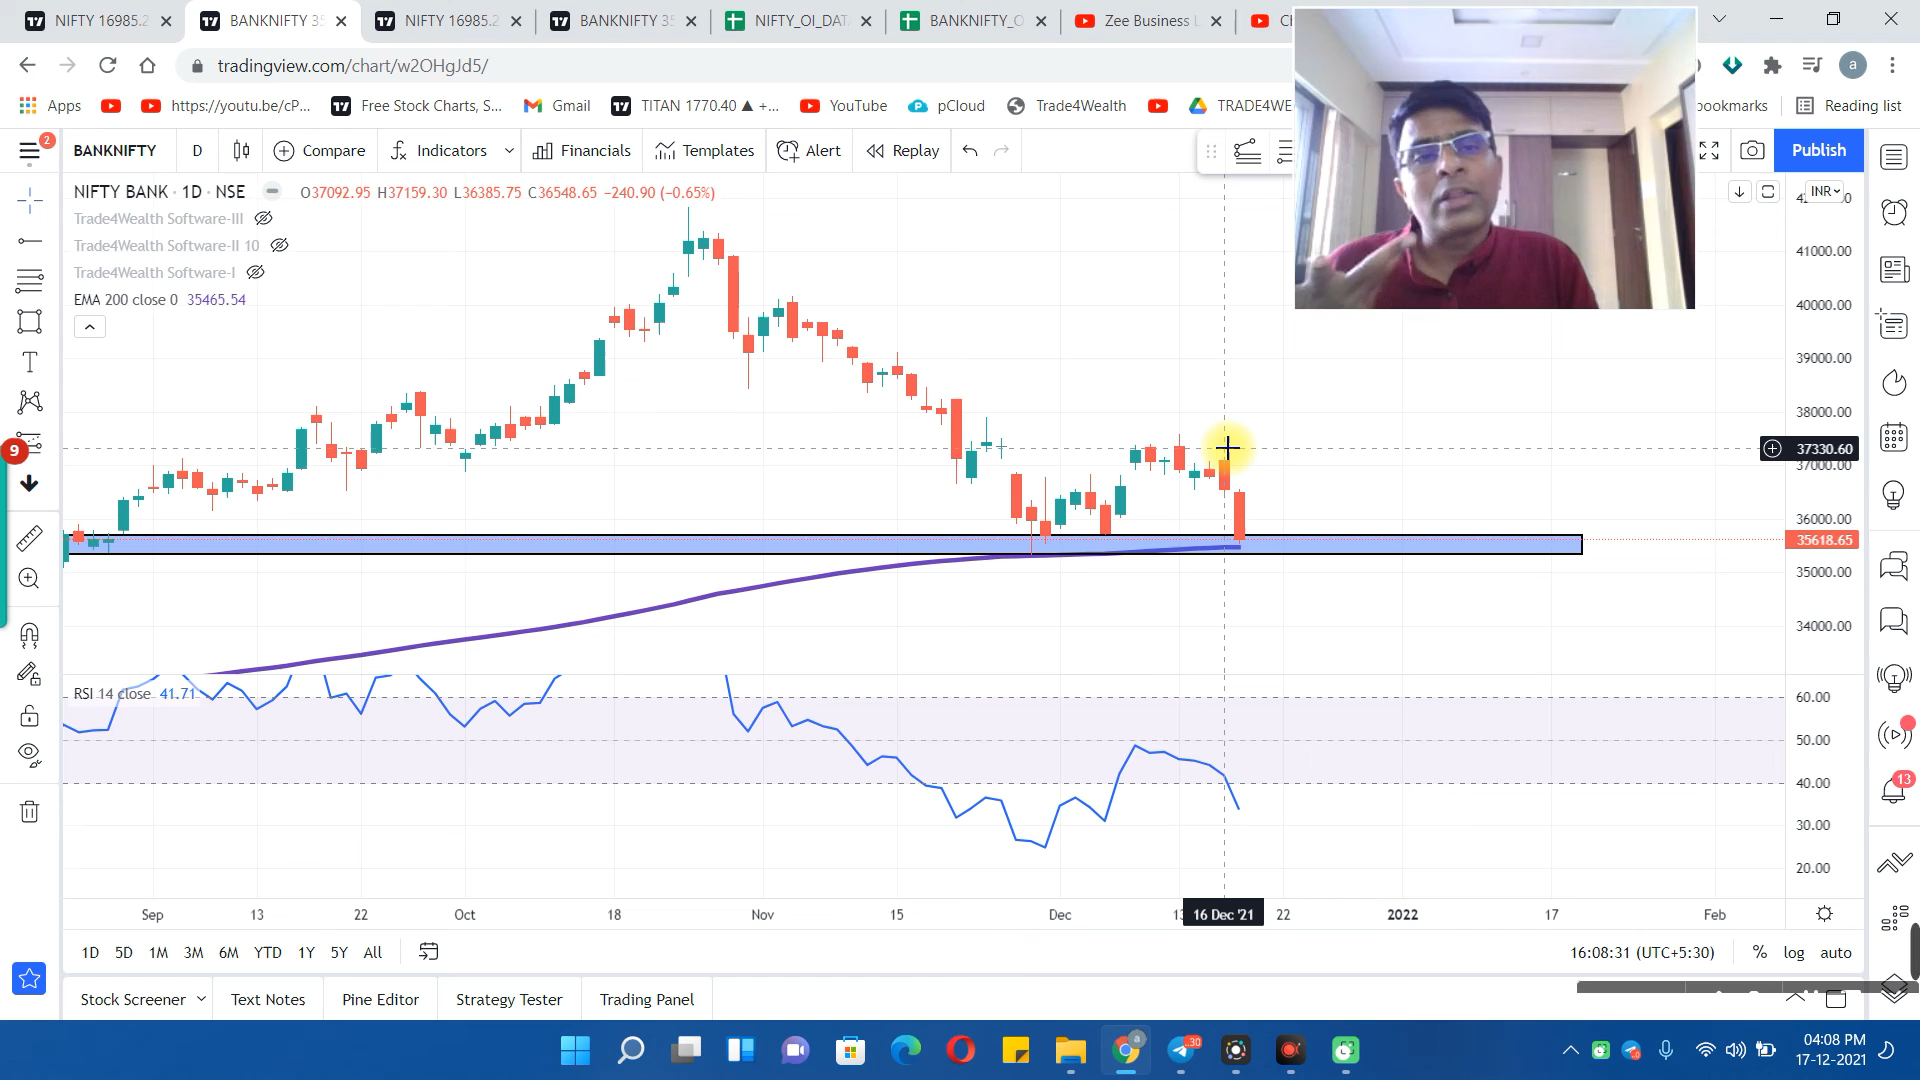 NIFTY 16985.2
BANKNIFTY 35
NIFTY 16985.2
BANKNIFTY 35
NIFTY_OI_DAT
BANKNIFTY_O
Zee Business L
tradingview.com/chart/w2OHgJd5/
a
Apps
https://youtu.be/cP...
Free Stock Charts, S...
Gmail
TITAN 1770.40 ▲ +...
YouTube
pCloud
Trade4Wealth
TRADE4WE
bookmarks
Reading list
2
BANKNIFTY
D
Compare
Indicators
Financials
Templates
Alert
Replay
Publish
NIFTY BANK · 1D · NSE
O37092.95 H37159.30 L36385.75 C36548.65 −240.90 (−0.65%)
INR
Trade4Wealth Software-III
Trade4Wealth Software-II 10
Trade4Wealth Software-I
EMA 200 close 0 35465.54
41000.00
40000.00
39000.00
38000.00
37330.60
37000.00
36000.00
35618.65
35000.00
34000.00
9
RSI 14 close 41.71
60.00
50.00
40.00
30.00
20.00
13
Sep
13
22
Oct
18
Nov
15
Dec
16 Dec '21
22
2022
17
Feb
1D
5D
1M
3M
6M
YTD
1Y
5Y
All
16:08:31 (UTC+5:30)
%
log
auto
Stock Screener
Text Notes
Pine Editor
Strategy Tester
Trading Panel
a
30
04:08 PM
17-12-2021